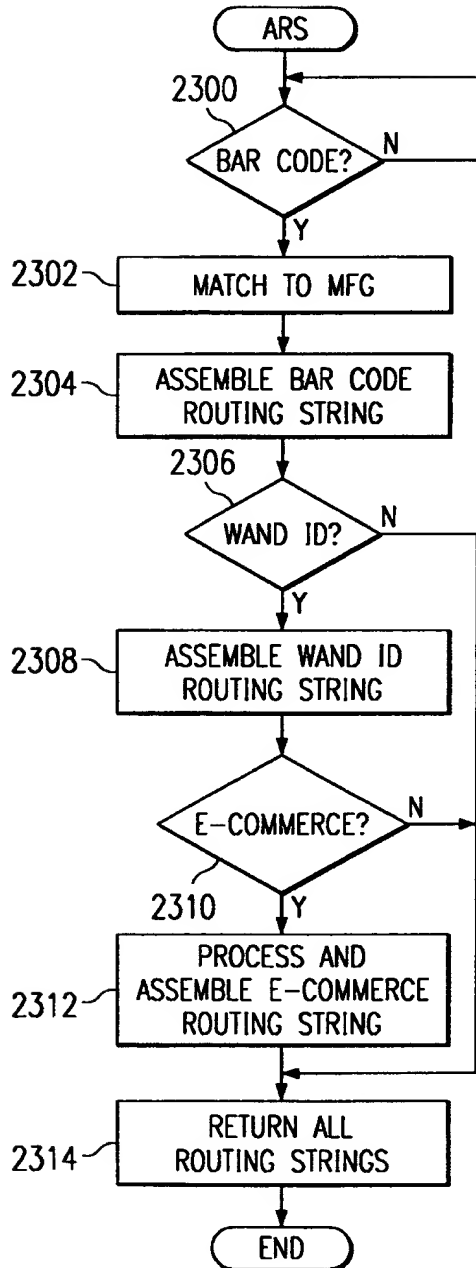 ARS
2300
BAR CODE?
N
Y
2302
MATCH TO MFG
2304
ASSEMBLE BAR CODE
ROUTING STRING
2306
WAND ID?
N
Y
2308
ASSEMBLE WAND ID
ROUTING STRING
E-COMMERCE?
N
2310
Y
2312
PROCESS AND
ASSEMBLE E-COMMERCE
ROUTING STRING
2314
RETURN ALL
ROUTING STRINGS
END